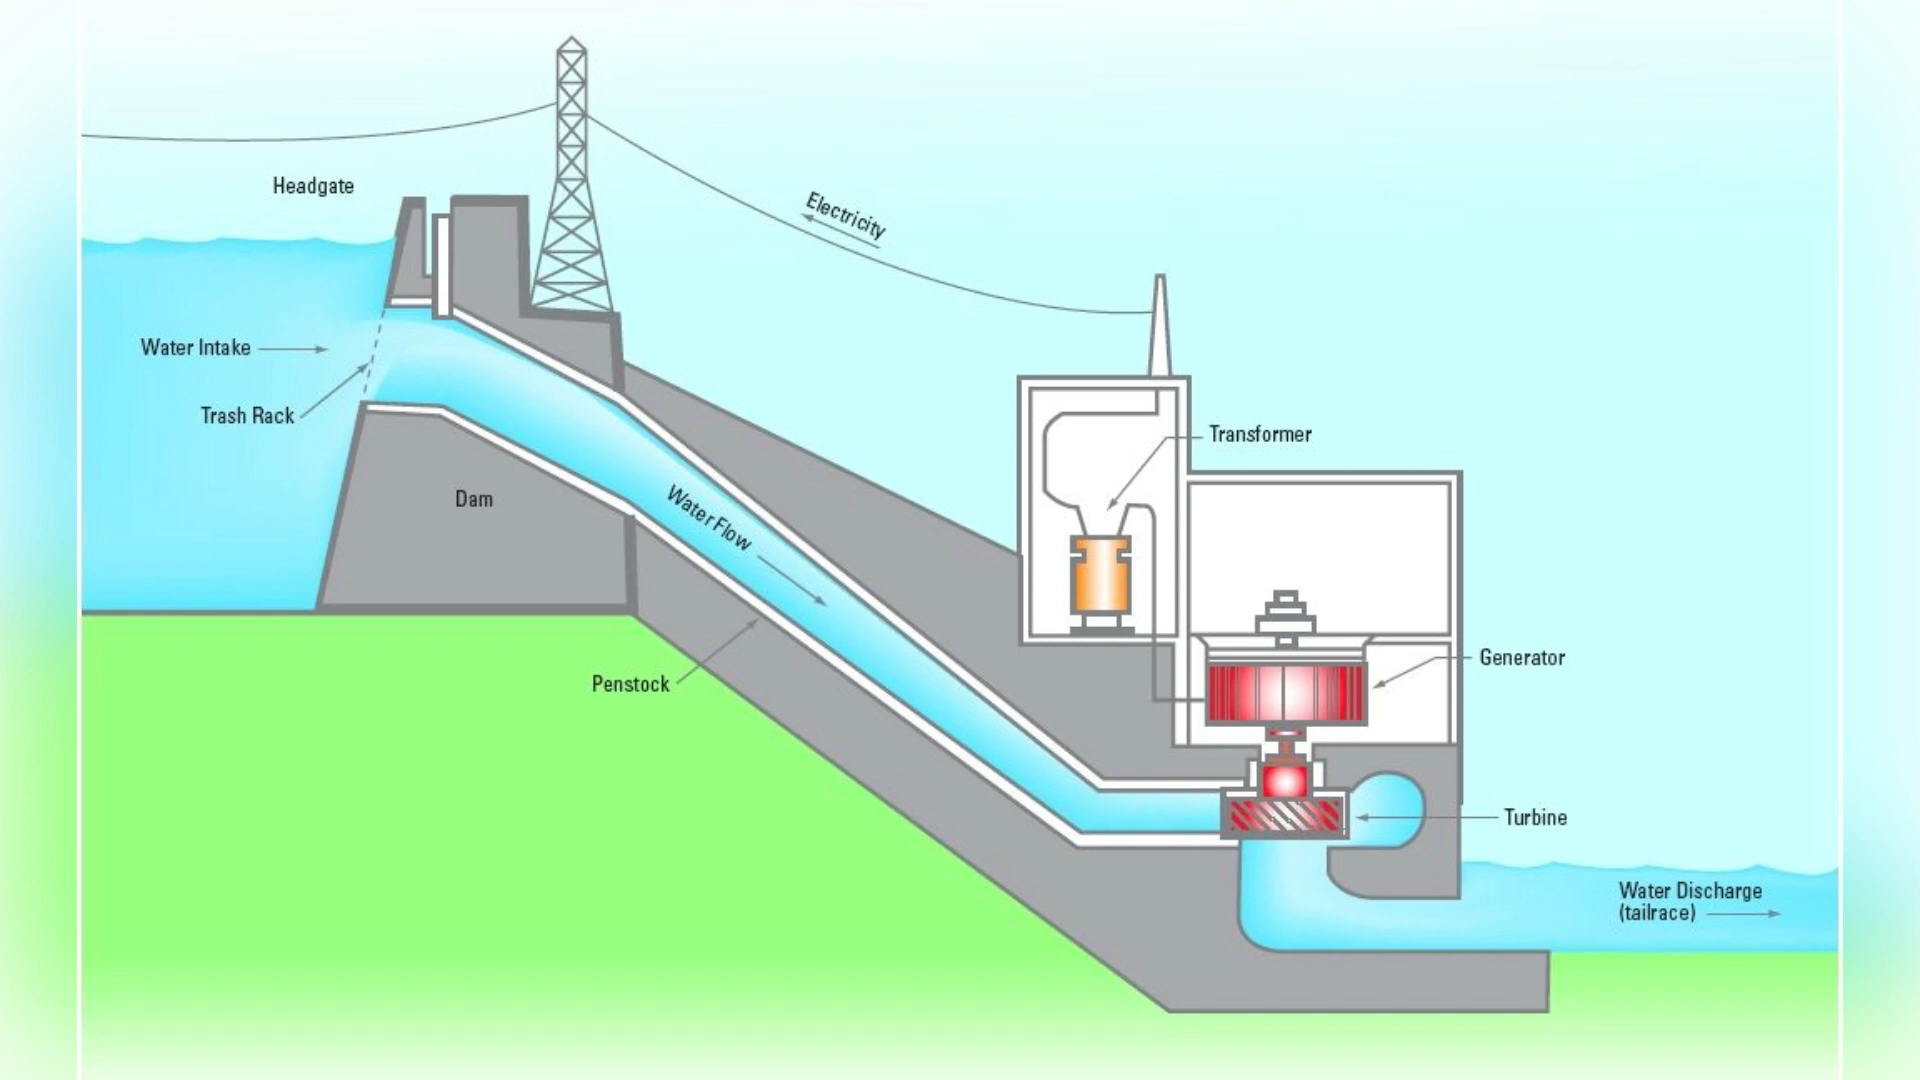 Headgate
Electricity
Water Intake
Trash Rack
Transformer
Dam
Water Flow
Penstock
Generator
Turbine
Water Discharge
(tailrace)